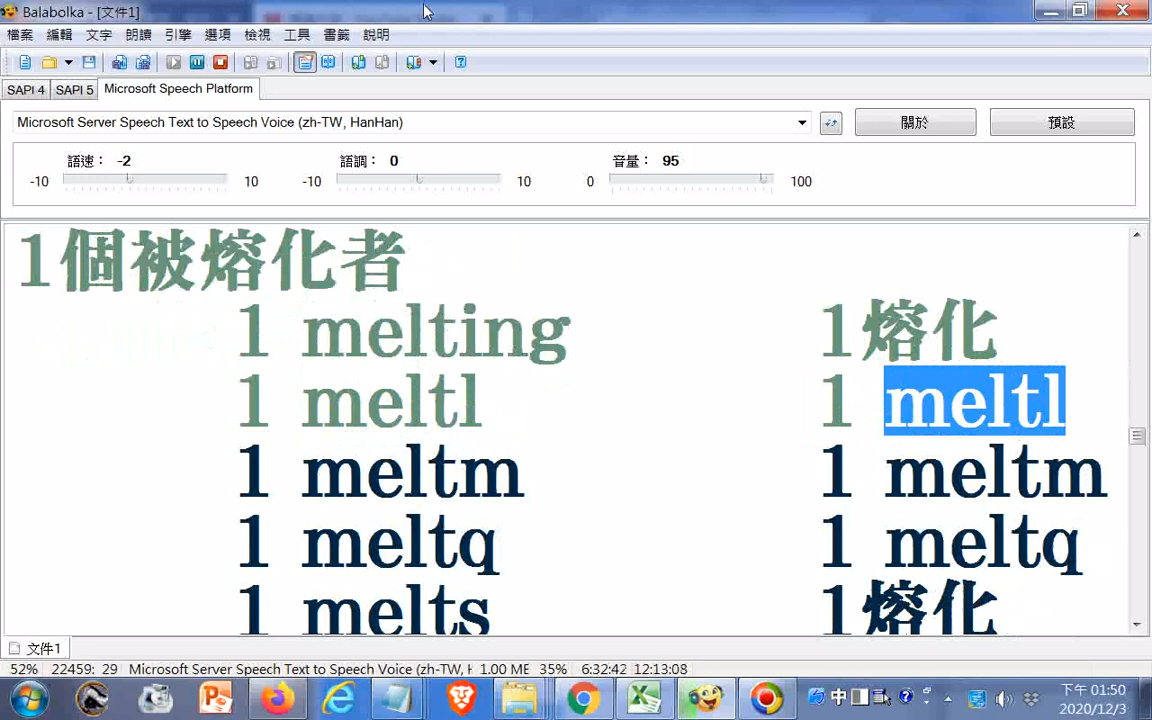 Balabolka - [文件1]
檔案 編輯 文字 朗讀 引擎 選項 檢視 工具 書籤 說明
SAPI 4 SAPI 5 Microsoft Speech Platform
Microsoft Server Speech Text to Speech Voice (zh-TW, HanHan) 關於 預設
語速： -2 語調： 0 音量： 95
-10 10 -10 10 0 100
1個被熔化者
1 melting 1熔化
1 meltl 1 meltl
1 meltm 1 meltm
1 meltq 1 meltq
1 melts 1熔化
文件1
52% 22459: 29 Microsoft Server Speech Text to Speech Voice (zh-TW, 1.00 ME 35% 6:32:42 12:13:08
中 下午 01:50
2020/12/3